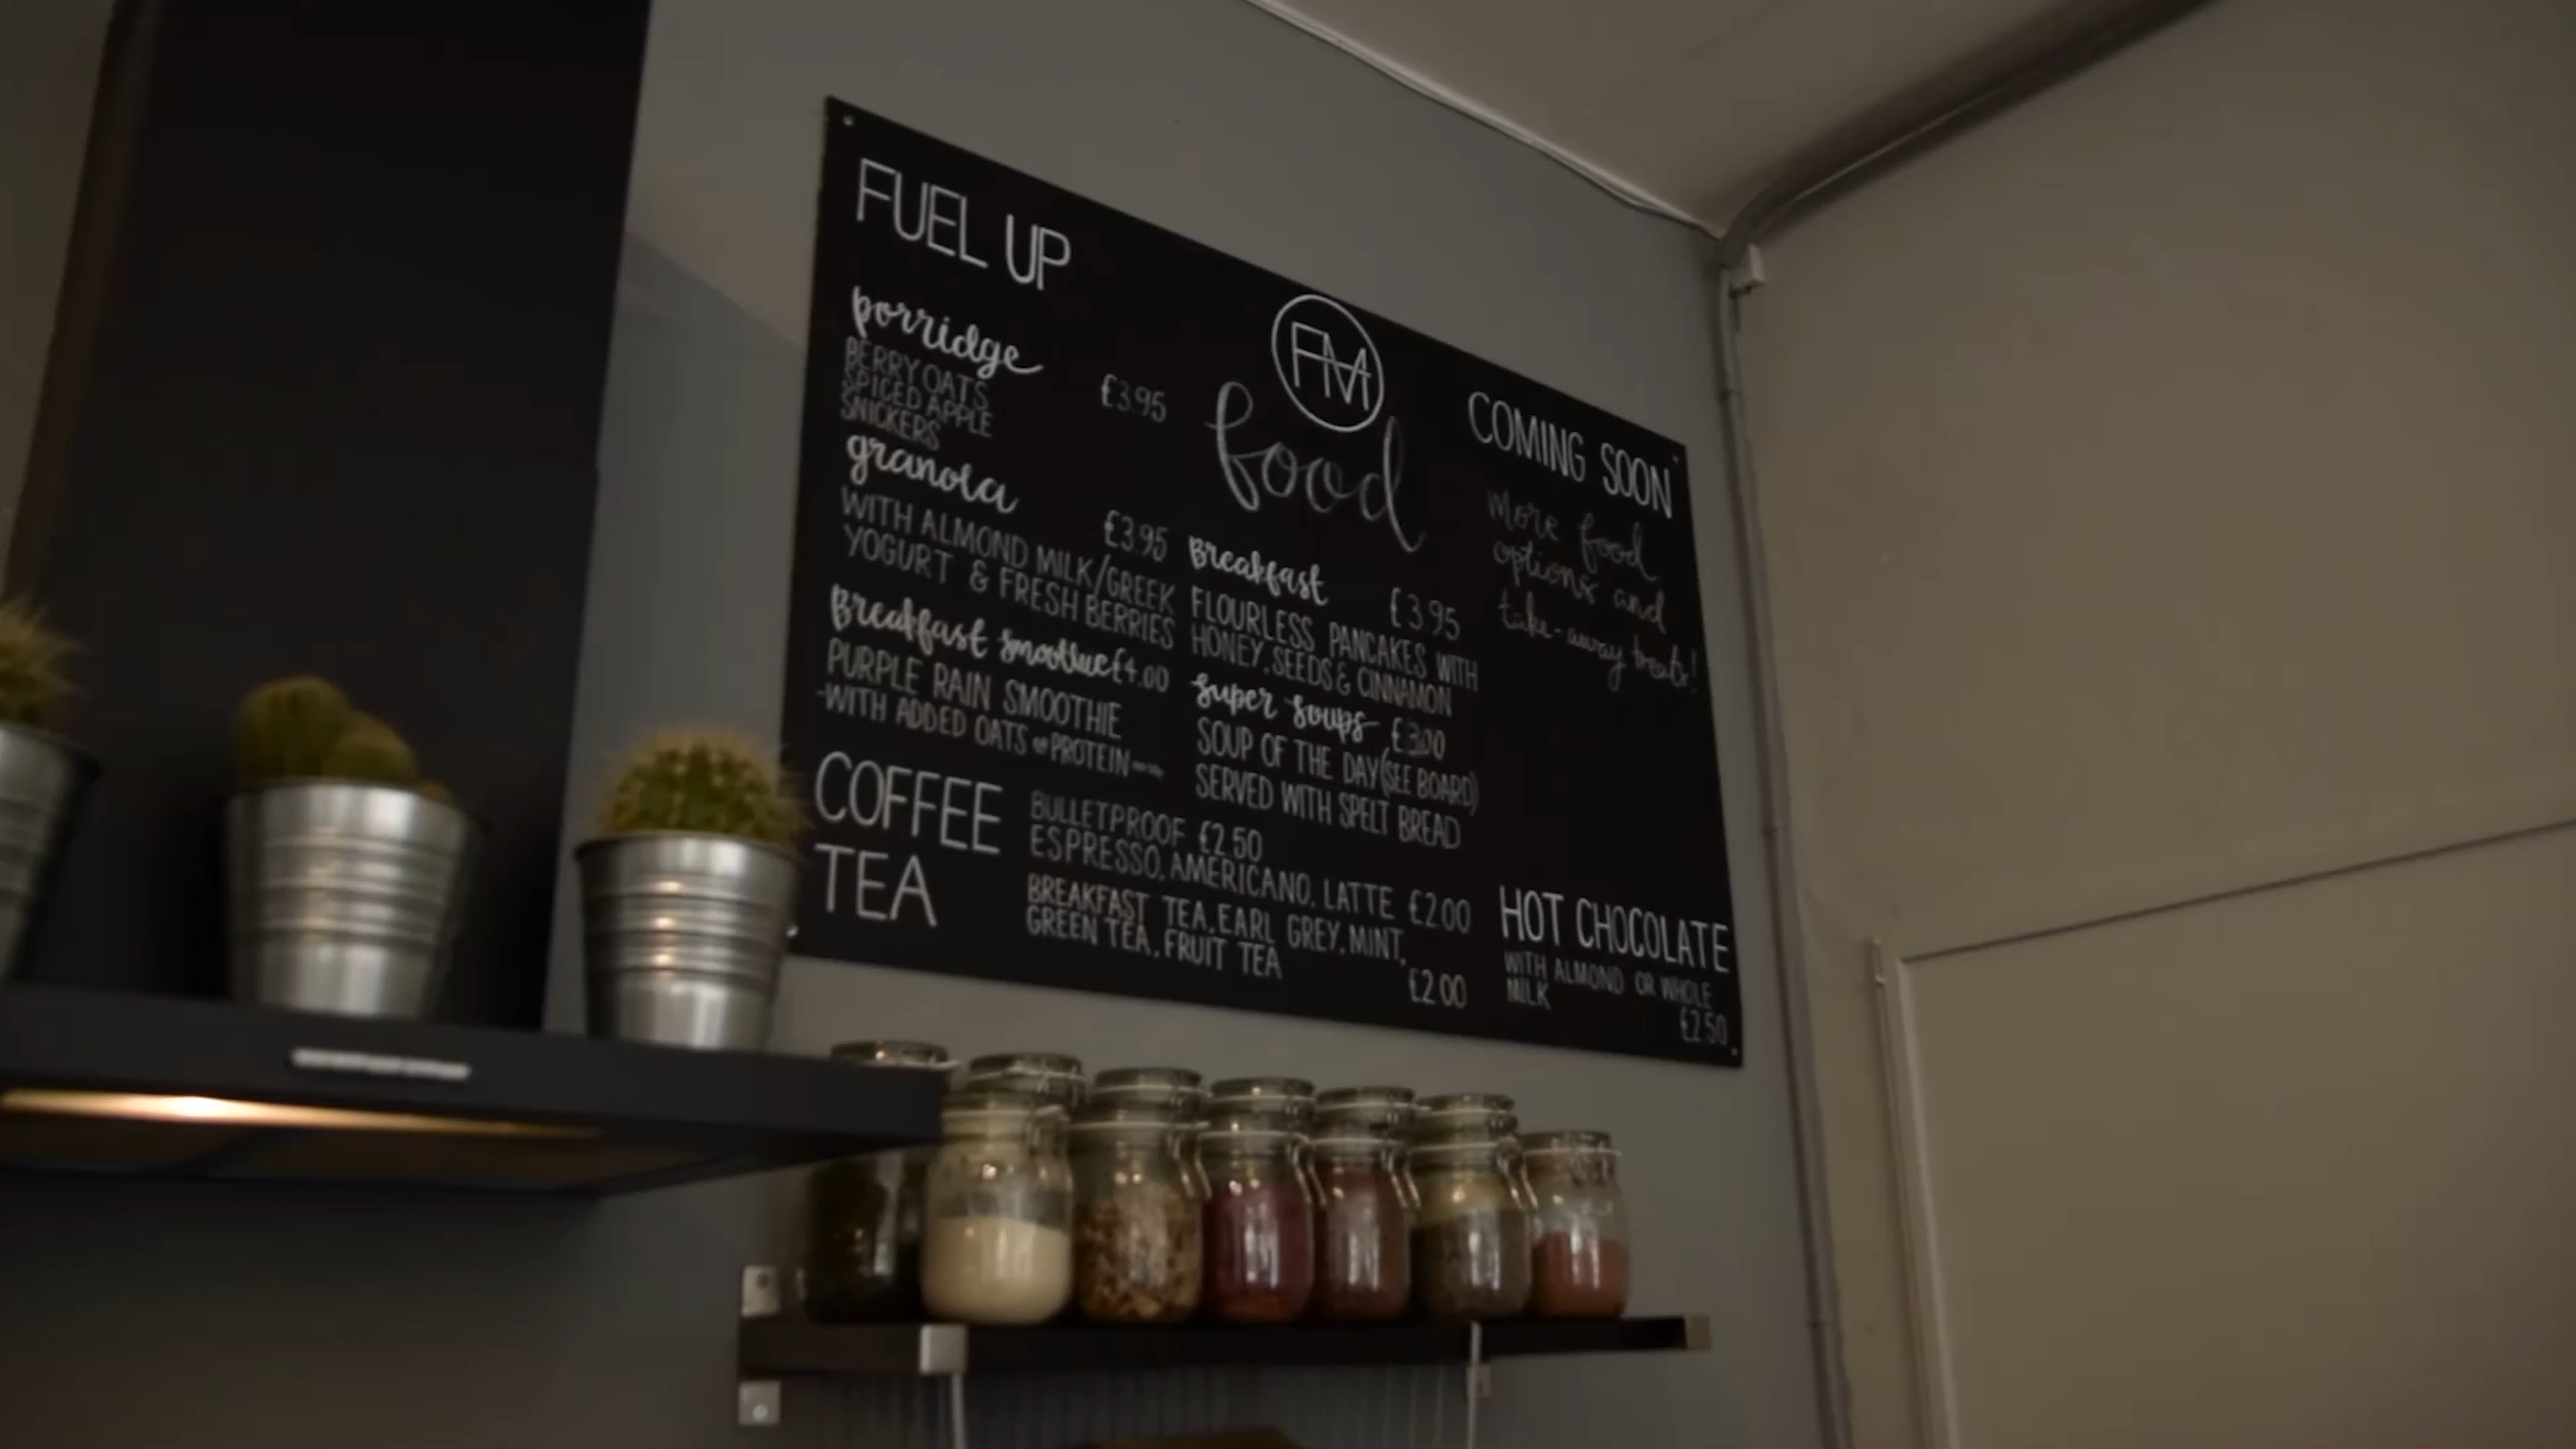 FUEL UP
porridge
BERRY OATS
£3.95
SPICED APPLE
SNICKERS
granola
£3.95
WITH ALMOND MILK/GREEK
YOGURT & FRESH BERRIES
Breakfast smoothie £4.00
PURPLE RAIN SMOOTHIE
-WITH ADDED OATS PROTEIN
FM
food
Breakfast
£3.95
FLOURLESS PANCAKES WITH
HONEY, SEEDS & CINNAMON
super soups £3.00
SOUP OF THE DAY (SEE BOARD)
SERVED WITH SPELT BREAD
COMING SOON
More food
options and
take-away treats!
COFFEE
BULLETPROOF £2.50
ESPRESSO, AMERICANO, LATTE £2.00
TEA
BREAKFAST TEA, EARL GREY, MINT,
GREEN TEA, FRUIT TEA
£2.00
HOT CHOCOLATE
WITH ALMOND OR WHOLE
MILK
£2.50